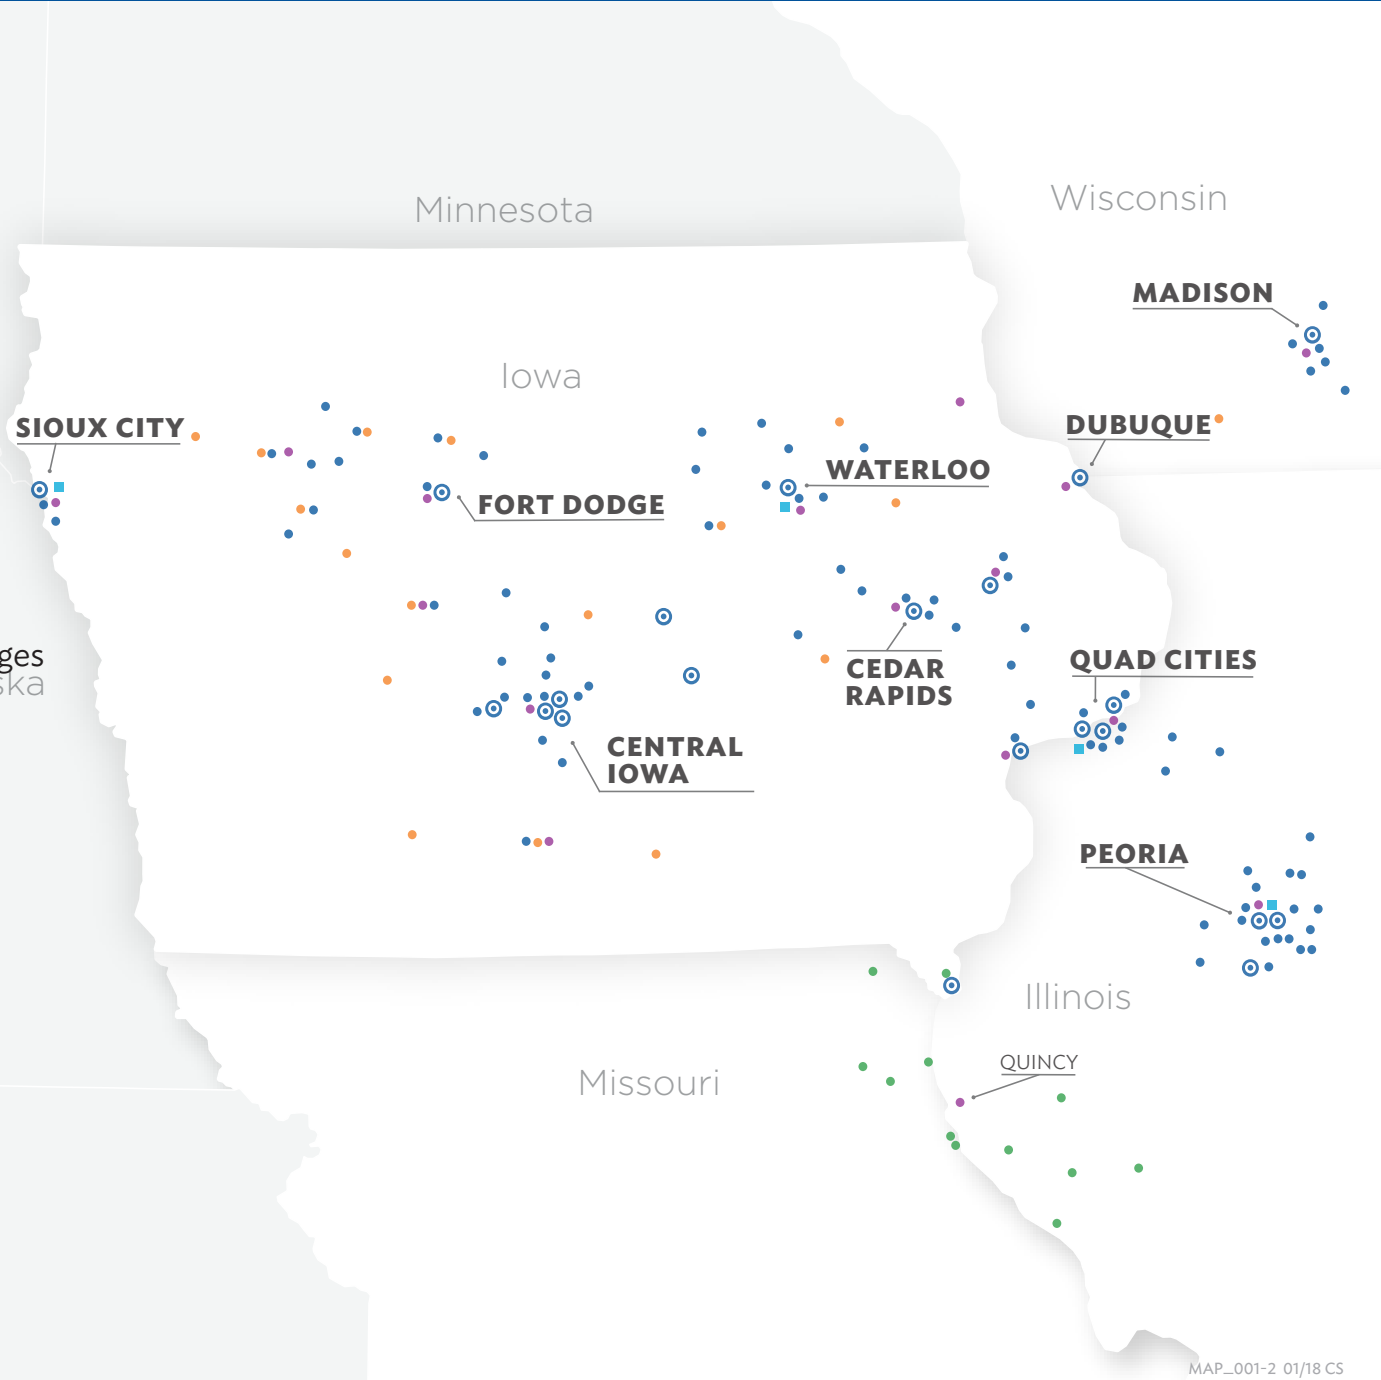 Minnesota
Wisconsin
MADISON
Iowa
SIOUX CITY
DUBUQUE
WATERLOO
FORT DODGE
ges
ska
CEDAR
RAPIDS
QUAD CITIES
CENTRAL
IOWA
PEORIA
Illinois
QUINCY
Missouri
MAP_001-2 01/18 CS